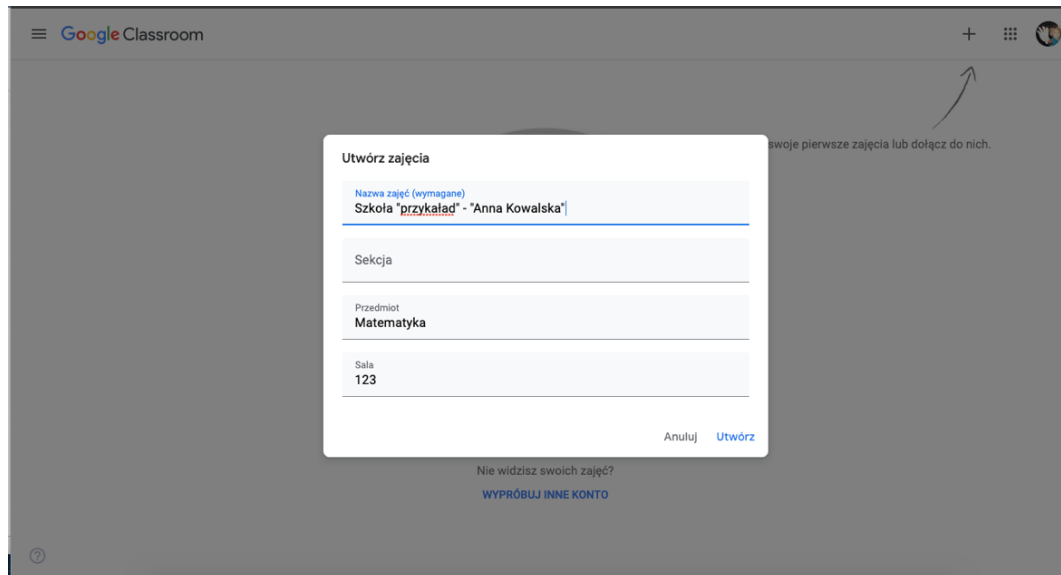 Google Classroom
swoje pierwsze zajęcia lub dołącz do nich.
Utwórz zajęcia
Nazwa zajęć (wymagane)
Szkoła "przykaład" - "Anna Kowalska"
Sekcja
Przedmiot
Matematyka
Sala
123
Anuluj Utwórz
Nie widzisz swoich zajęć?
WYPRÓBUJ INNE KONTO